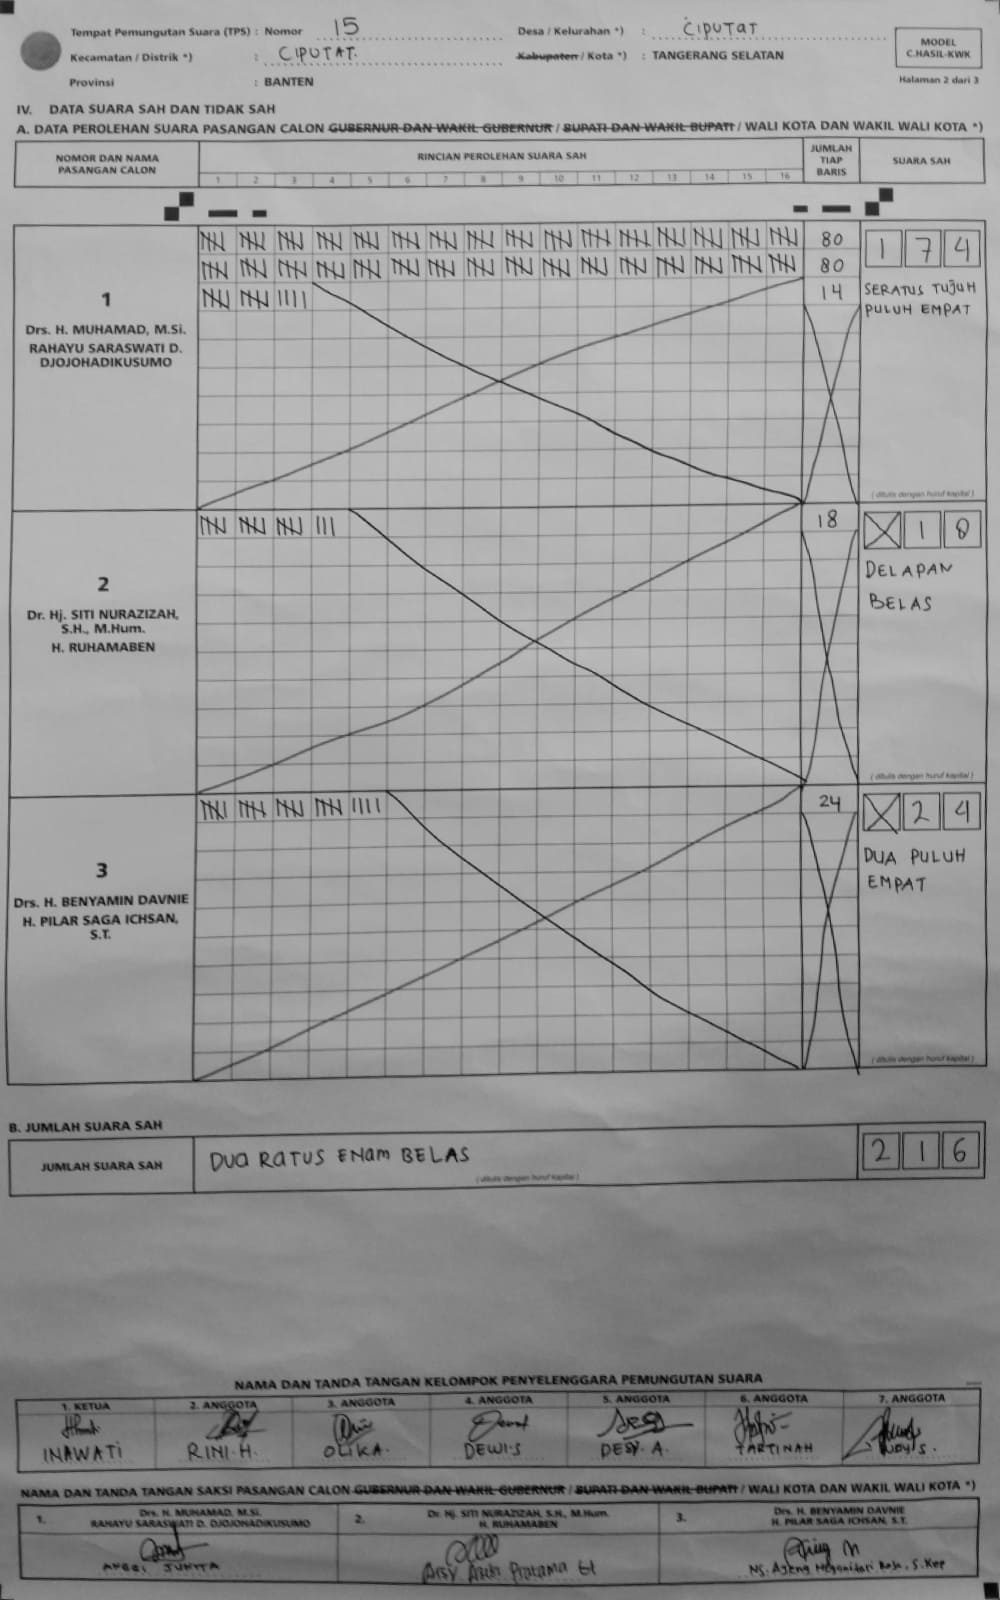 Tempat Pemungutan Suara (TPS) : Nomor 15 Desa / Kelurahan *) : CIPUTAT
Kecamatan / Distrik *) : CIPUTAT. Kabupaten / Kota *) : TANGERANG SELATAN
Provinsi : BANTEN
MODEL
C.HASIL-KWK
Halaman 2 dari 3
IV. DATA SUARA SAH DAN TIDAK SAH
A. DATA PEROLEHAN SUARA PASANGAN CALON GUBERNUR DAN WAKIL GUBERNUR / BUPATI DAN WAKIL BUPATI / WALI KOTA DAN WAKIL WALI KOTA *)
NOMOR DAN NAMA
PASANGAN CALON
RINCIAN PEROLEHAN SUARA SAH
1 2 3 4 5 6 7 8 9 10 11 12 13 14 15 16
JUMLAH
TIAP
BARIS
SUARA SAH
1
Drs. H. MUHAMAD, M.Si.
RAHAYU SARASWATI D.
DJOJOHADIKUSUMO
80
80
14
1 7 4
SERATUS TUJUH
PULUH EMPAT
( ditulis dengan huruf kapital )
2
Dr. Hj. SITI NURAZIZAH,
S.H., M.Hum.
H. RUHAMABEN
18
X 1 8
DELAPAN
BELAS
( ditulis dengan huruf kapital )
3
Drs. H. BENYAMIN DAVNIE
H. PILAR SAGA ICHSAN,
S.T.
24
X 2 4
DUA PULUH
EMPAT
( ditulis dengan huruf kapital )
B. JUMLAH SUARA SAH
JUMLAH SUARA SAH DUA RATUS ENAM BELAS 2 1 6
( ditulis dengan huruf kapital )
NAMA DAN TANDA TANGAN KELOMPOK PENYELENGGARA PEMUNGUTAN SUARA
1. KETUA 2. ANGGOTA 3. ANGGOTA 4. ANGGOTA 5. ANGGOTA 6. ANGGOTA 7. ANGGOTA
INAWATI RINI·H. OLIKA. DEWI·S DESY. A. TARTINAH
NAMA DAN TANDA TANGAN SAKSI PASANGAN CALON GUBERNUR DAN WAKIL GUBERNUR / BUPATI DAN WAKIL BUPATI / WALI KOTA DAN WAKIL WALI KOTA *)
1. Drs. H. MUHAMAD, M.Si.
RAHAYU SARASWATI D. DJOJOHADIKUSUMO
2. Dr. Hj. SITI NURAZIZAH, S.H., M.Hum.
H. RUHAMABEN
3. Drs. H. BENYAMIN DAVNIE
H. PILAR SAGA ICHSAN, S.T.
Pratama
NS. Ajeng S.Kep